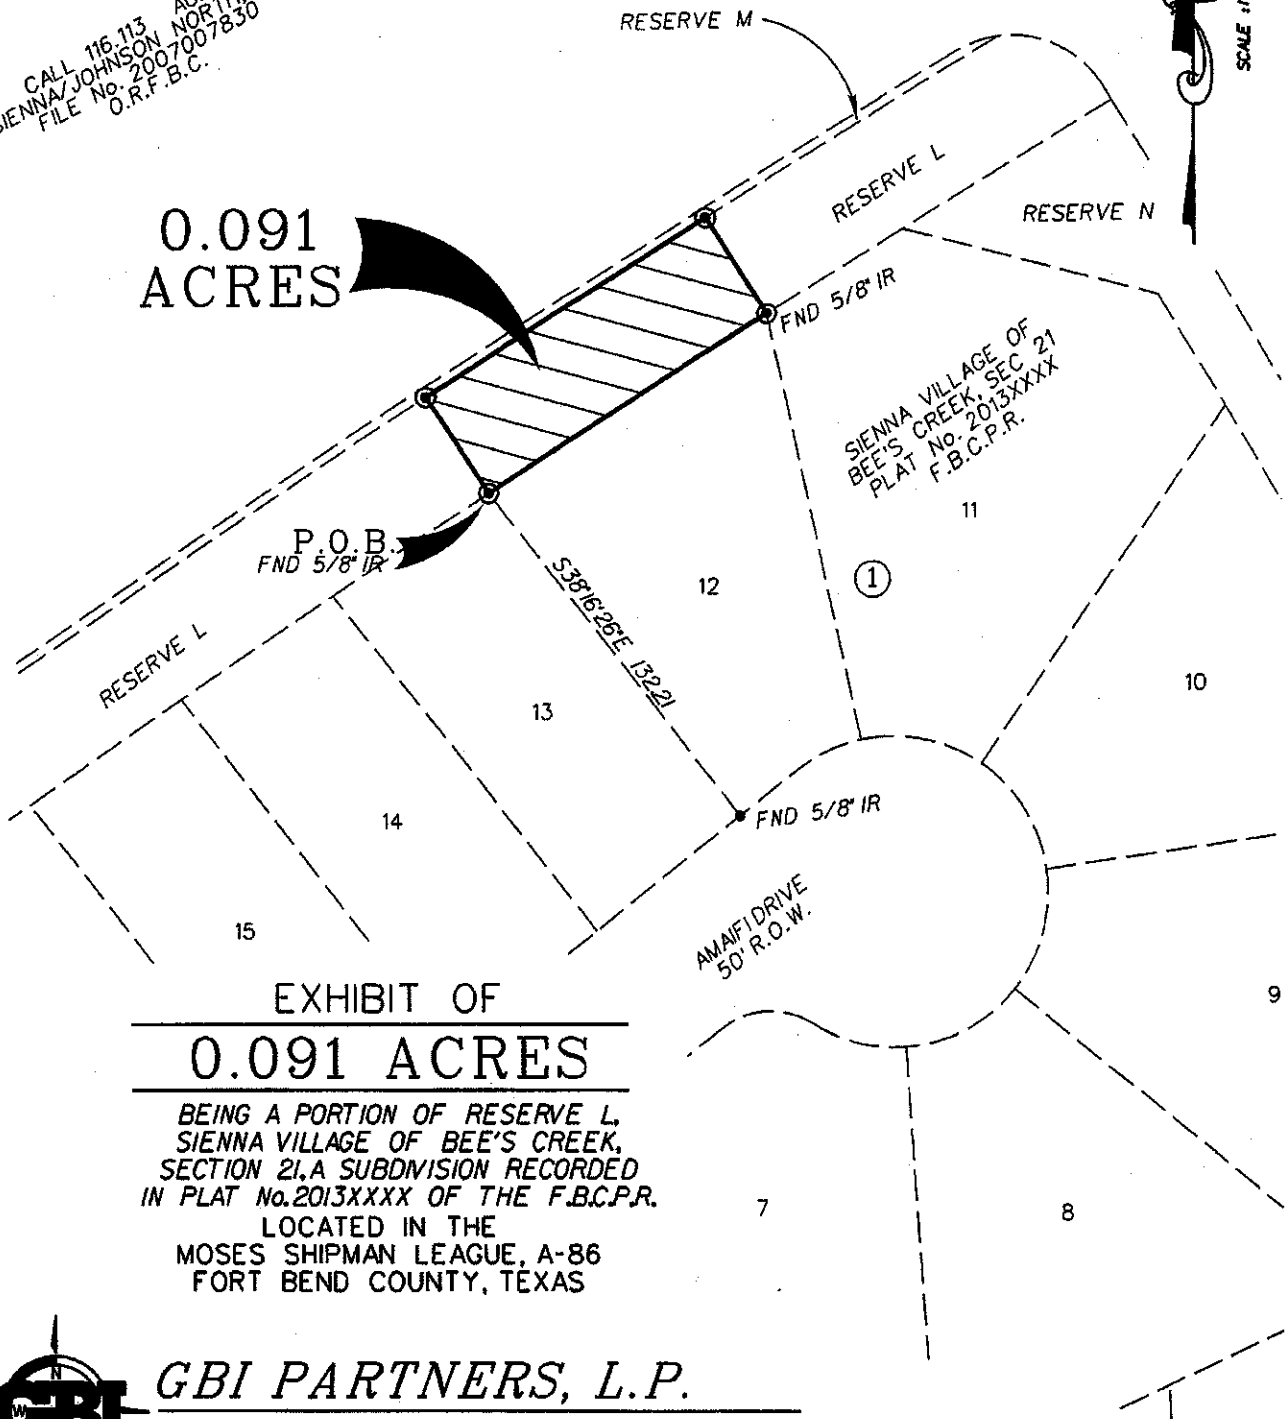 CALL 116.113
SIENNA/JOHNSON
FILE No. 2007007830
O.R.F.B.C.
RESERVE M
SCALE
0.091
ACRES
RESERVE L
RESERVE N
FND 5/8" IR
SIENNA VILLAGE OF
BEE'S CREEK, SEC 21
PLAT No. 2013XXXX
F.B.C.P.R.
11
P.O.B.
FND 5/8" IR
S38°16'26"E 132.21
12
1
RESERVE L
13
10
14
FND 5/8" IR
15
AMAIFI DRIVE
50' R.O.W.
9
EXHIBIT OF
0.091 ACRES
BEING A PORTION OF RESERVE L,
SIENNA VILLAGE OF BEE'S CREEK,
SECTION 21, A SUBDIVISION RECORDED
IN PLAT No. 2013XXXX OF THE F.B.C.P.R.
LOCATED IN THE
MOSES SHIPMAN LEAGUE, A-86
FORT BEND COUNTY, TEXAS
7
8
N
W
GBI
GBI PARTNERS, L.P.